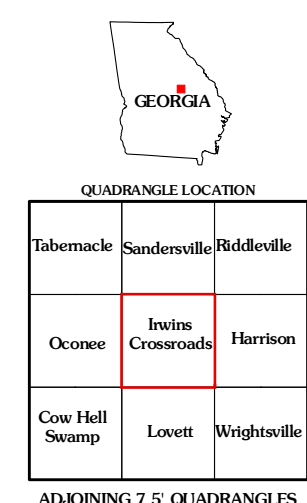 GEORGIA
QUADRANGLE LOCATION
Tabernacle Sandersville Riddleville
Oconee Irwins Crossroads Harrison
Cow Hell Swamp Lovett Wrightsville
ADJOINING 7.5' QUADRANGLES